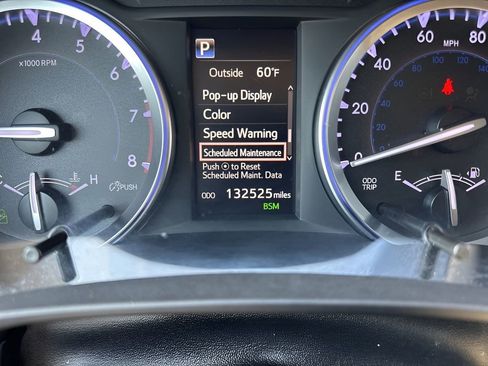 4
5
6
7
8
x1000 RPM
C
H
PUSH
P
Outside 60°F
Pop-up Display
Color
Speed Warning
Scheduled Maintenance
Push to Reset
Scheduled Maint. Data
ODO 132525 miles
BSM
0
20
40
60
80
MPH
ODO
TRIP
E
F